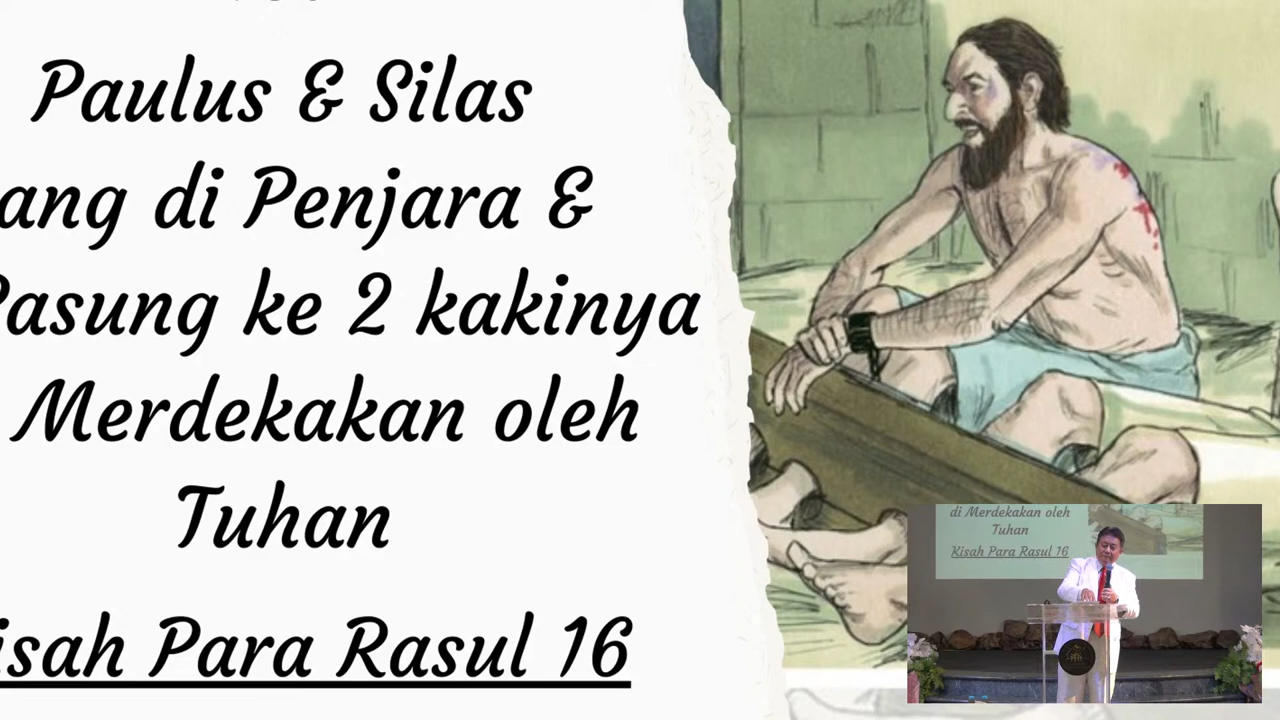 Paulus & Silas
ang di Penjara &
Pasung ke 2 kakinya
Merdekakan oleh
Tuhan
isah Para Rasul 16
di Merdekakan oleh
Tuhan
Kisah Para Rasul 16